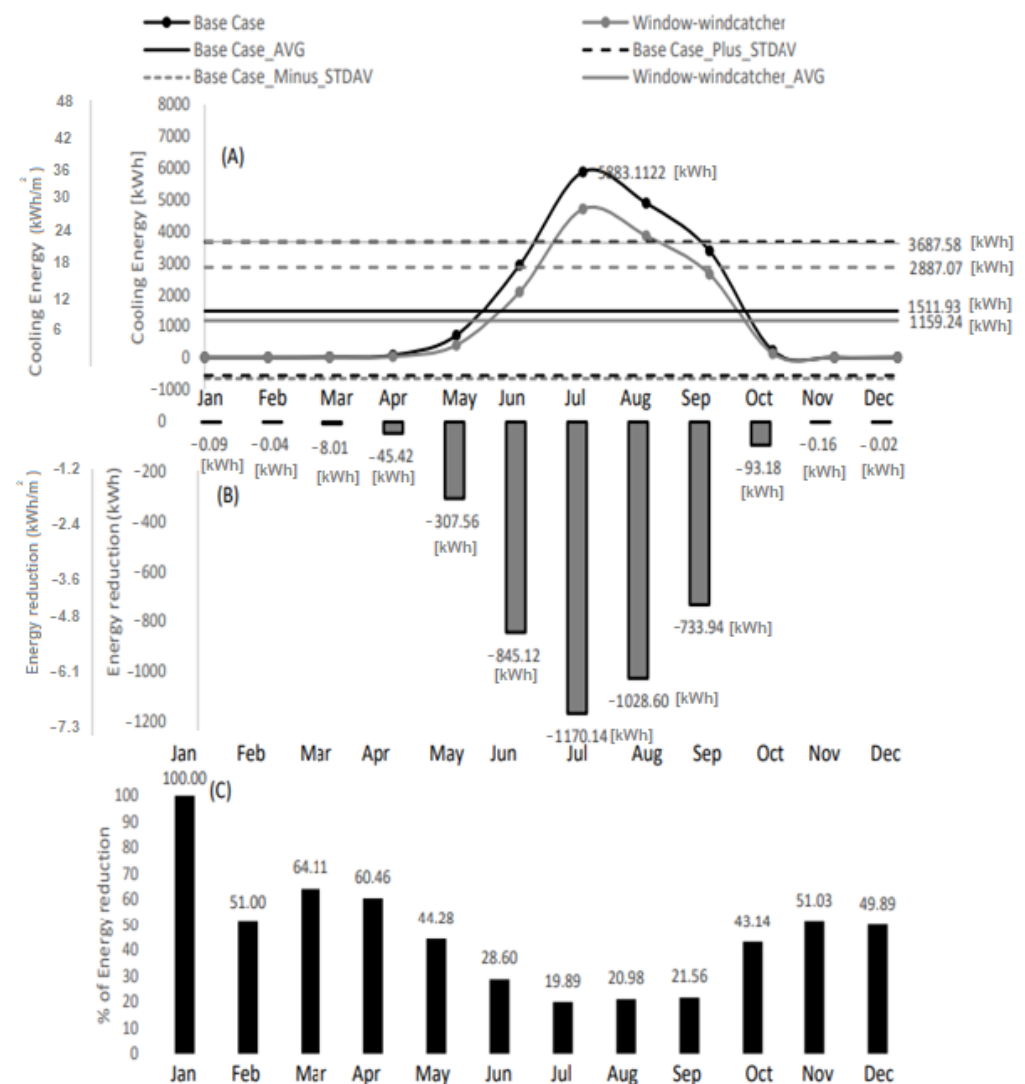 Base Case Window-windcatcher
Base Case_AVG Base Case_Plus_STDAV
Base Case_Minus_STDAV Window-windcatcher_AVG
Cooling Energy (kWh/m²)
48
42
36
30
24
18
12
6
Cooling Energy [kWh]
8000
7000
6000
5000
4000
3000
2000
1000
0
−1000
(A)
5883.1122 [kWh]
3687.58 [kWh]
2887.07 [kWh]
1511.93 [kWh]
1159.24 [kWh]
Jan Feb Mar Apr May Jun Jul Aug Sep Oct Nov Dec
Energy reduction (kWh/m²)
−1.2
−2.4
−3.6
−4.8
−6.1
−7.3
Energy reduction(kWh)
0
−200
−400
−600
−800
−1000
−1200
(B)
−0.09 [kWh]
−0.04 [kWh]
−8.01 [kWh]
−45.42 [kWh]
−307.56 [kWh]
−845.12 [kWh]
−1170.14 [kWh]
−1028.60 [kWh]
−733.94 [kWh]
−93.18 [kWh]
−0.16 [kWh]
−0.02 [kWh]
Jan Feb Mar Apr May Jun Jul Aug Sep Oct Nov Dec
(C)
% of Energy reduction
100
90
80
70
60
50
40
30
20
10
0
100.00 51.00 64.11 60.46 44.28 28.60 19.89 20.98 21.56 43.14 51.03 49.89
Jan Feb Mar Apr May Jun Jul Aug Sep Oct Nov Dec